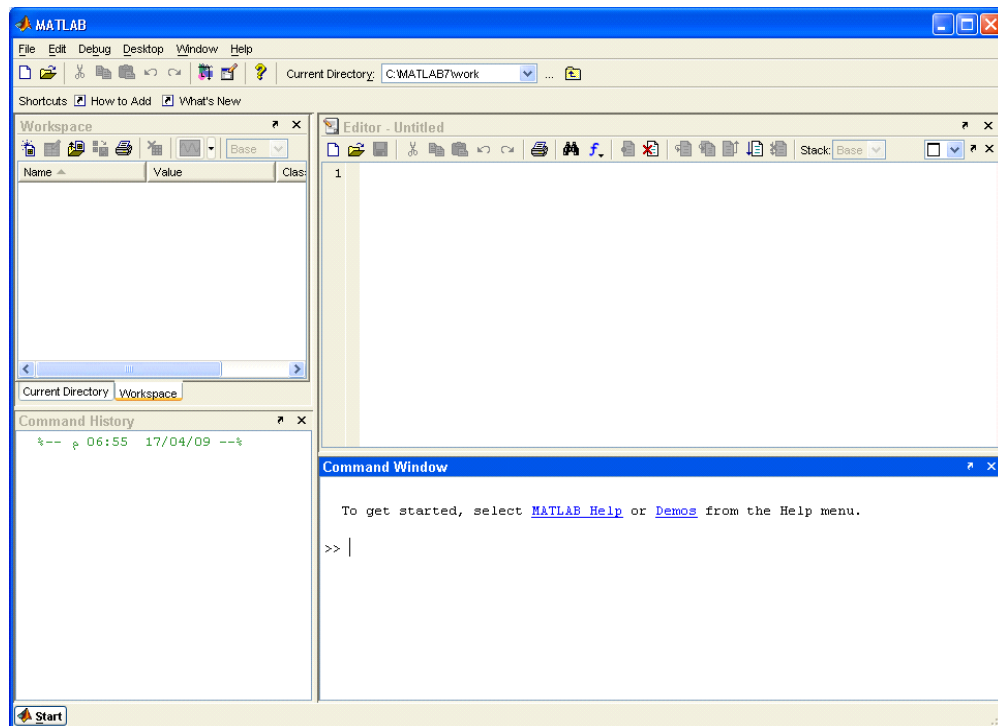 MATLAB
File Edit Debug Desktop Window Help
Current Directory: C:\MATLAB7\work ...
Shortcuts How to Add What's New
Workspace
Base
Name Value Clas
Current Directory Workspace
Command History
%-- م 06:55 17/04/09 --%
Editor - Untitled
Stack: Base
1
Command Window
To get started, select MATLAB Help or Demos from the Help menu.
>>
Start